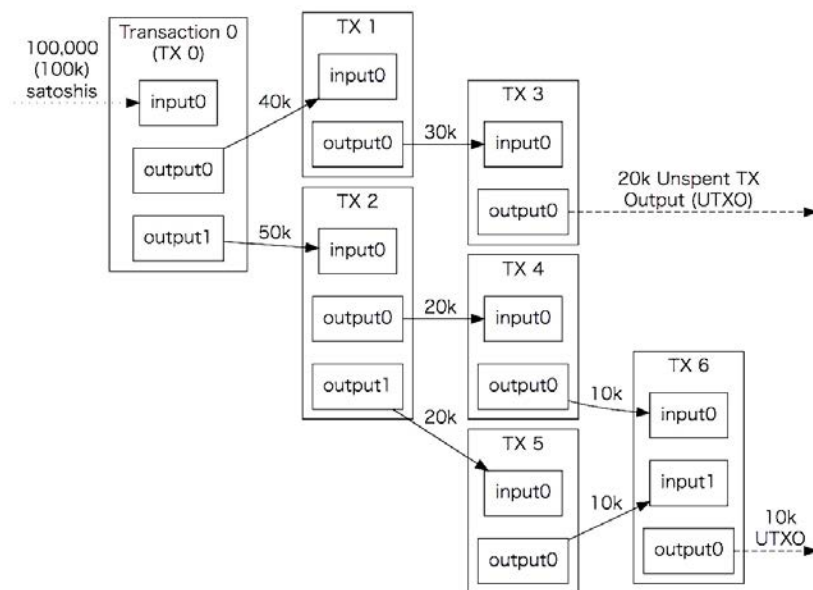 100,000
(100k)
satoshis
Transaction 0
(TX 0)
input0
output0
output1
40k
50k
TX 1
input0
output0
30k
TX 2
input0
output0
output1
20k
20k
TX 3
input0
output0
20k Unspent TX
Output (UTXO)
TX 4
input0
output0
10k
TX 5
input0
output0
10k
TX 6
input0
input1
output0
10k
UTXO